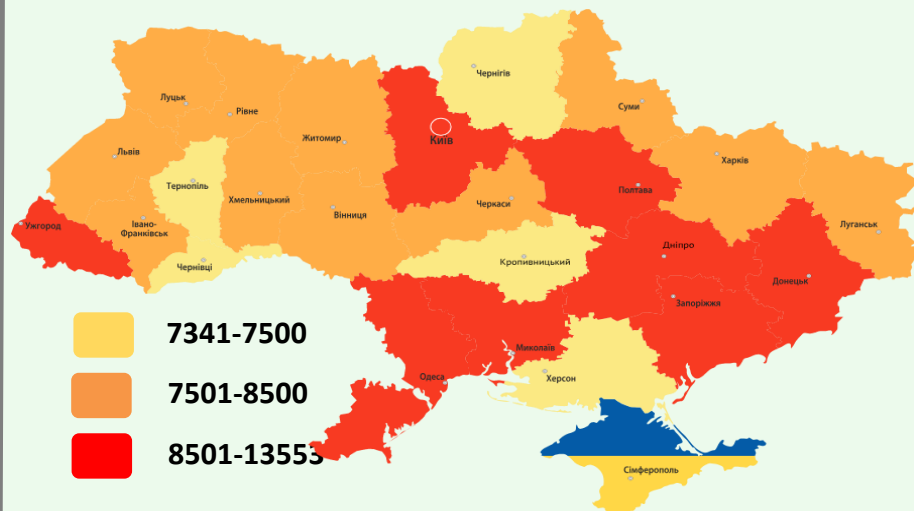 Чернігів
Луцьк
Рівне
Суми
Житомир
Київ
Львів
Харків
Тернопіль
Хмельницький
Полтава
Черкаси
Вінниця
Ужгород
Івано-
Франківськ
Луганськ
Дніпро
Чернівці
Кропивницький
Донецьк
Запоріжжя
7341-7500
Миколаїв
Одеса
Херсон
7501-8500
8501-13553
Сімферополь